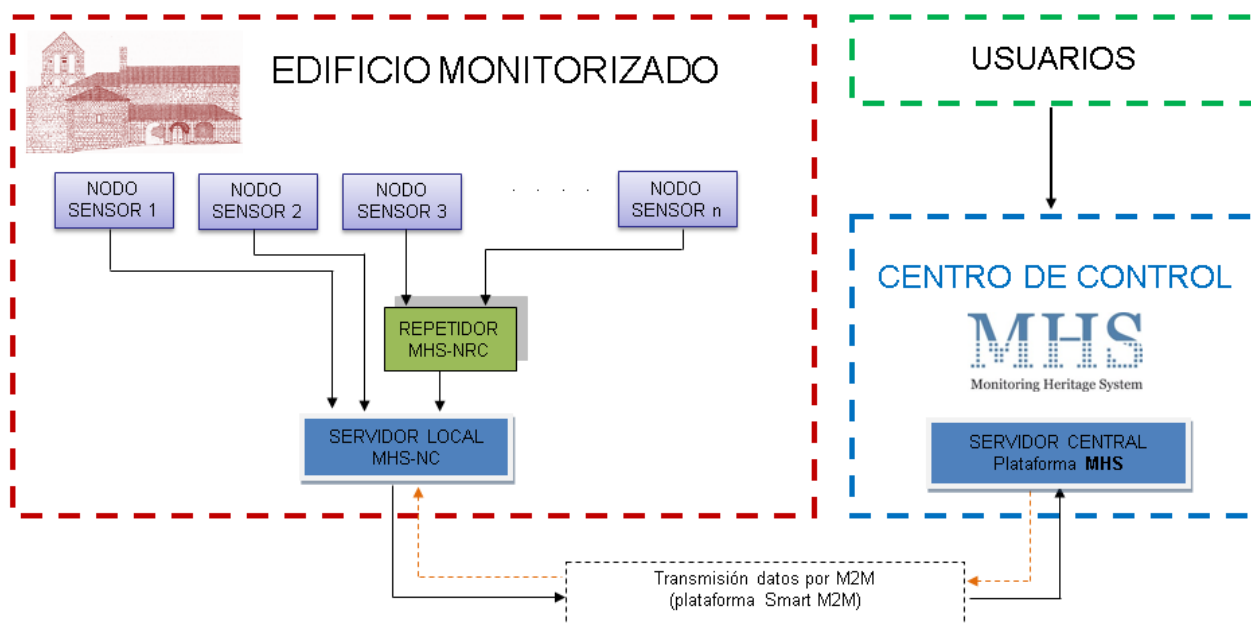 EDIFICIO MONITORIZADO
USUARIOS
NODO
SENSOR 1
NODO
SENSOR 2
NODO
SENSOR 3
. . . . .
NODO
SENSOR n
CENTRO DE CONTROL
MHS
Monitoring Heritage System
REPETIDOR
MHS-NRC
SERVIDOR LOCAL
MHS-NC
SERVIDOR CENTRAL
Plataforma MHS
Transmisión datos por M2M
(plataforma Smart M2M)